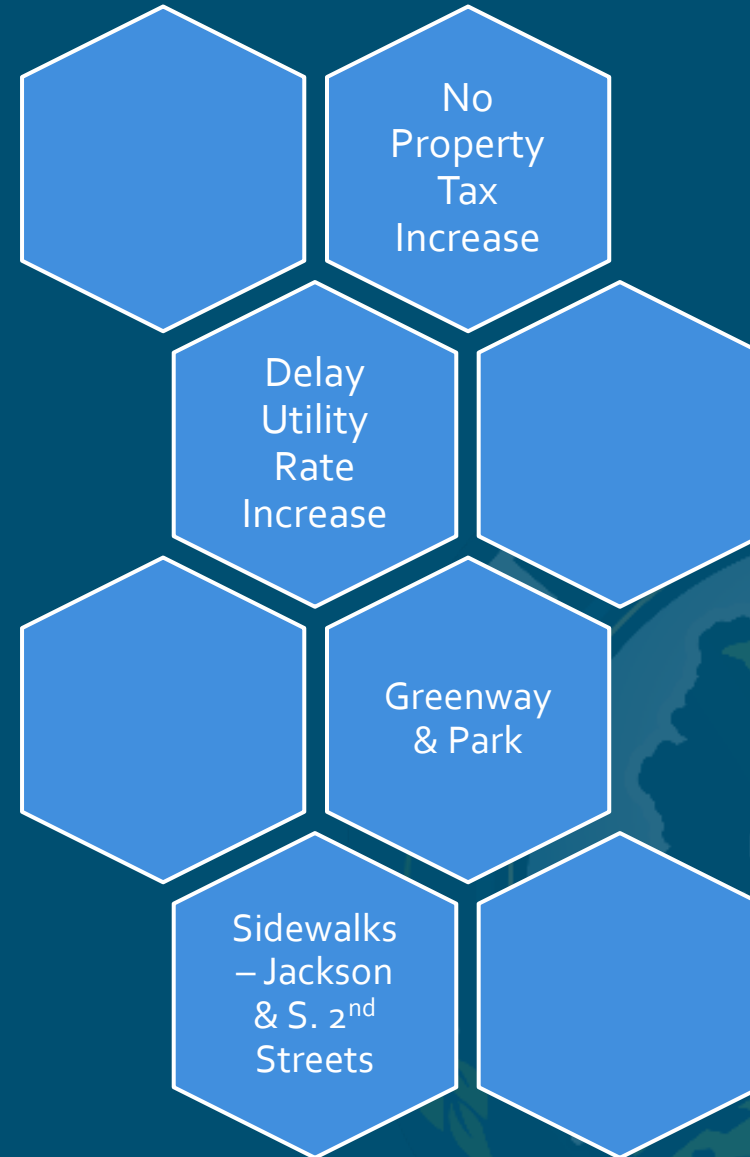 No
Property
Tax
Increase
Delay
Utility
Rate
Increase
Greenway
& Park
Sidewalks
– Jackson
& S. 2nd
Streets